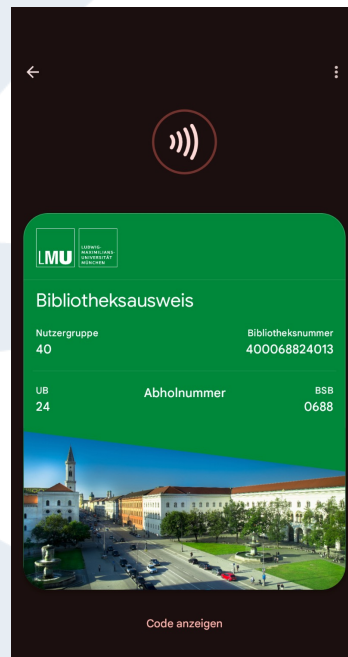 LMU
LUDWIG-
MAXIMILIANS-
UNIVERSITÄT
MÜNCHEN
Bibliotheksausweis
Nutzergruppe Bibliotheksnummer
40 400068824013
UB Abholnummer BSB
24 0688
Code anzeigen